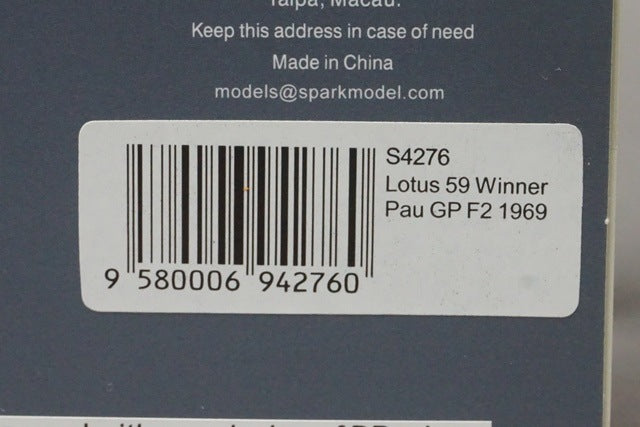 Taipa, Macau.
Keep this address in case of need
Made in China
models@sparkmodel.com
S4276
Lotus 59 Winner
Pau GP F2 1969
9 580006 942760